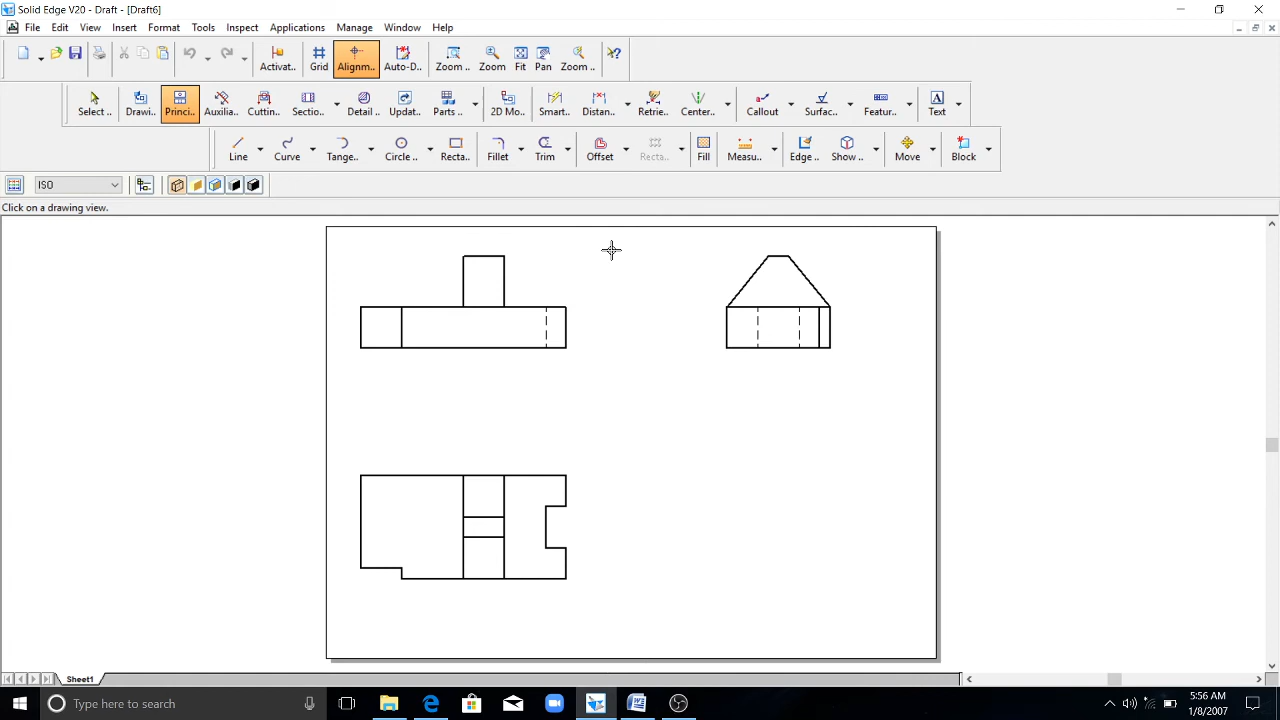 Solid Edge V20 - Draft - [Draft6]
File Edit View Insert Format Tools Inspect Applications Manage Window Help
Activat.. Grid Alignm.. Auto-D.. Zoom .. Zoom Fit Pan Zoom ..
Select .. Drawi.. Princi.. Auxilia.. Cuttin.. Sectio.. Detail .. Updat.. Parts .. 2D Mo.. Smart.. Distan.. Retrie.. Center.. Callout Surfac.. Featur.. Text
Line Curve Tange.. Circle .. Recta.. Fillet Trim Offset Recta.. Fill Measu.. Edge .. Show .. Move Block
ISO
Click on a drawing view.
Sheet1
Type here to search
5:56 AM
1/8/2007